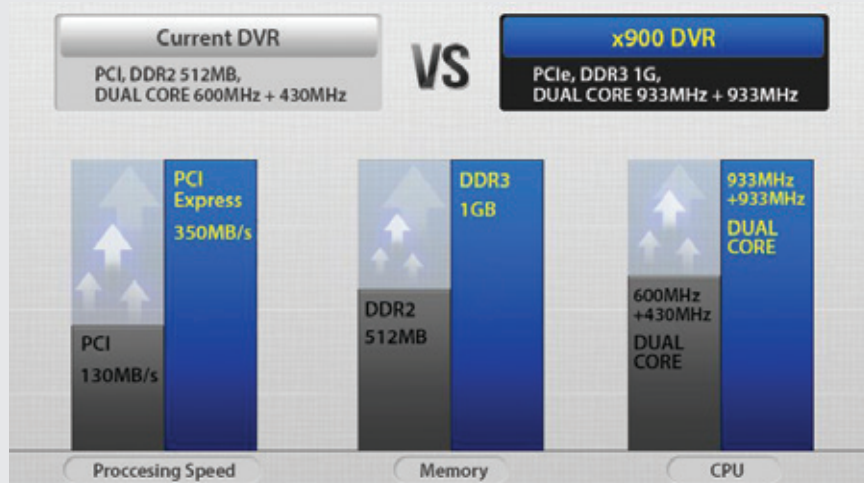 Current DVR
PCI, DDR2 512MB,
DUAL CORE 600MHz + 430MHz
VS
x900 DVR
PCIe, DDR3 1G,
DUAL CORE 933MHz + 933MHz
PCI
130MB/s
PCI
Express
350MB/s
DDR2
512MB
DDR3
1GB
600MHz
+430MHz
DUAL
CORE
933MHz
+933MHz
DUAL
CORE
Proccesing Speed
Memory
CPU